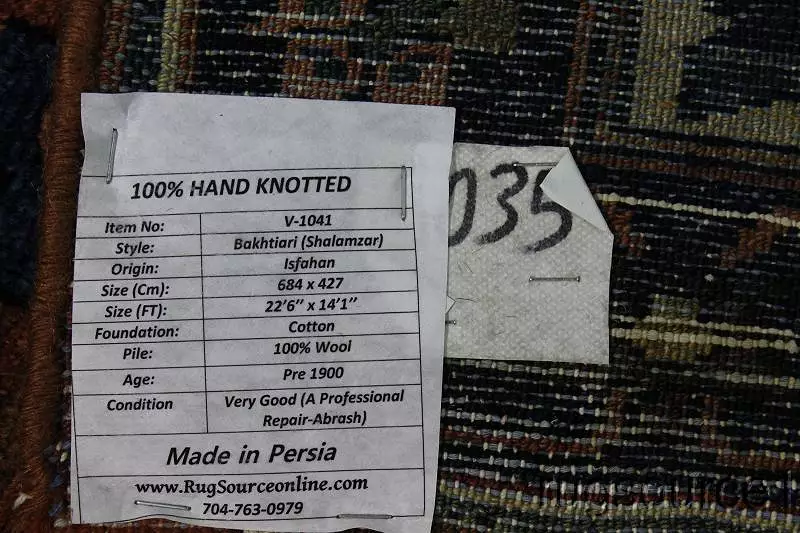 100% HAND KNOTTED
Item No: V-1041
Style: Bakhtiari (Shalamzar)
Origin: Isfahan
Size (Cm): 684 x 427
Size (FT): 22'6" x 14'1"
Foundation: Cotton
Pile: 100% Wool
Age: Pre 1900
Condition Very Good (A Professional
Repair-Abrash)
Made in Persia
www.RugSourceonline.com
704-763-0979
035
rugsource